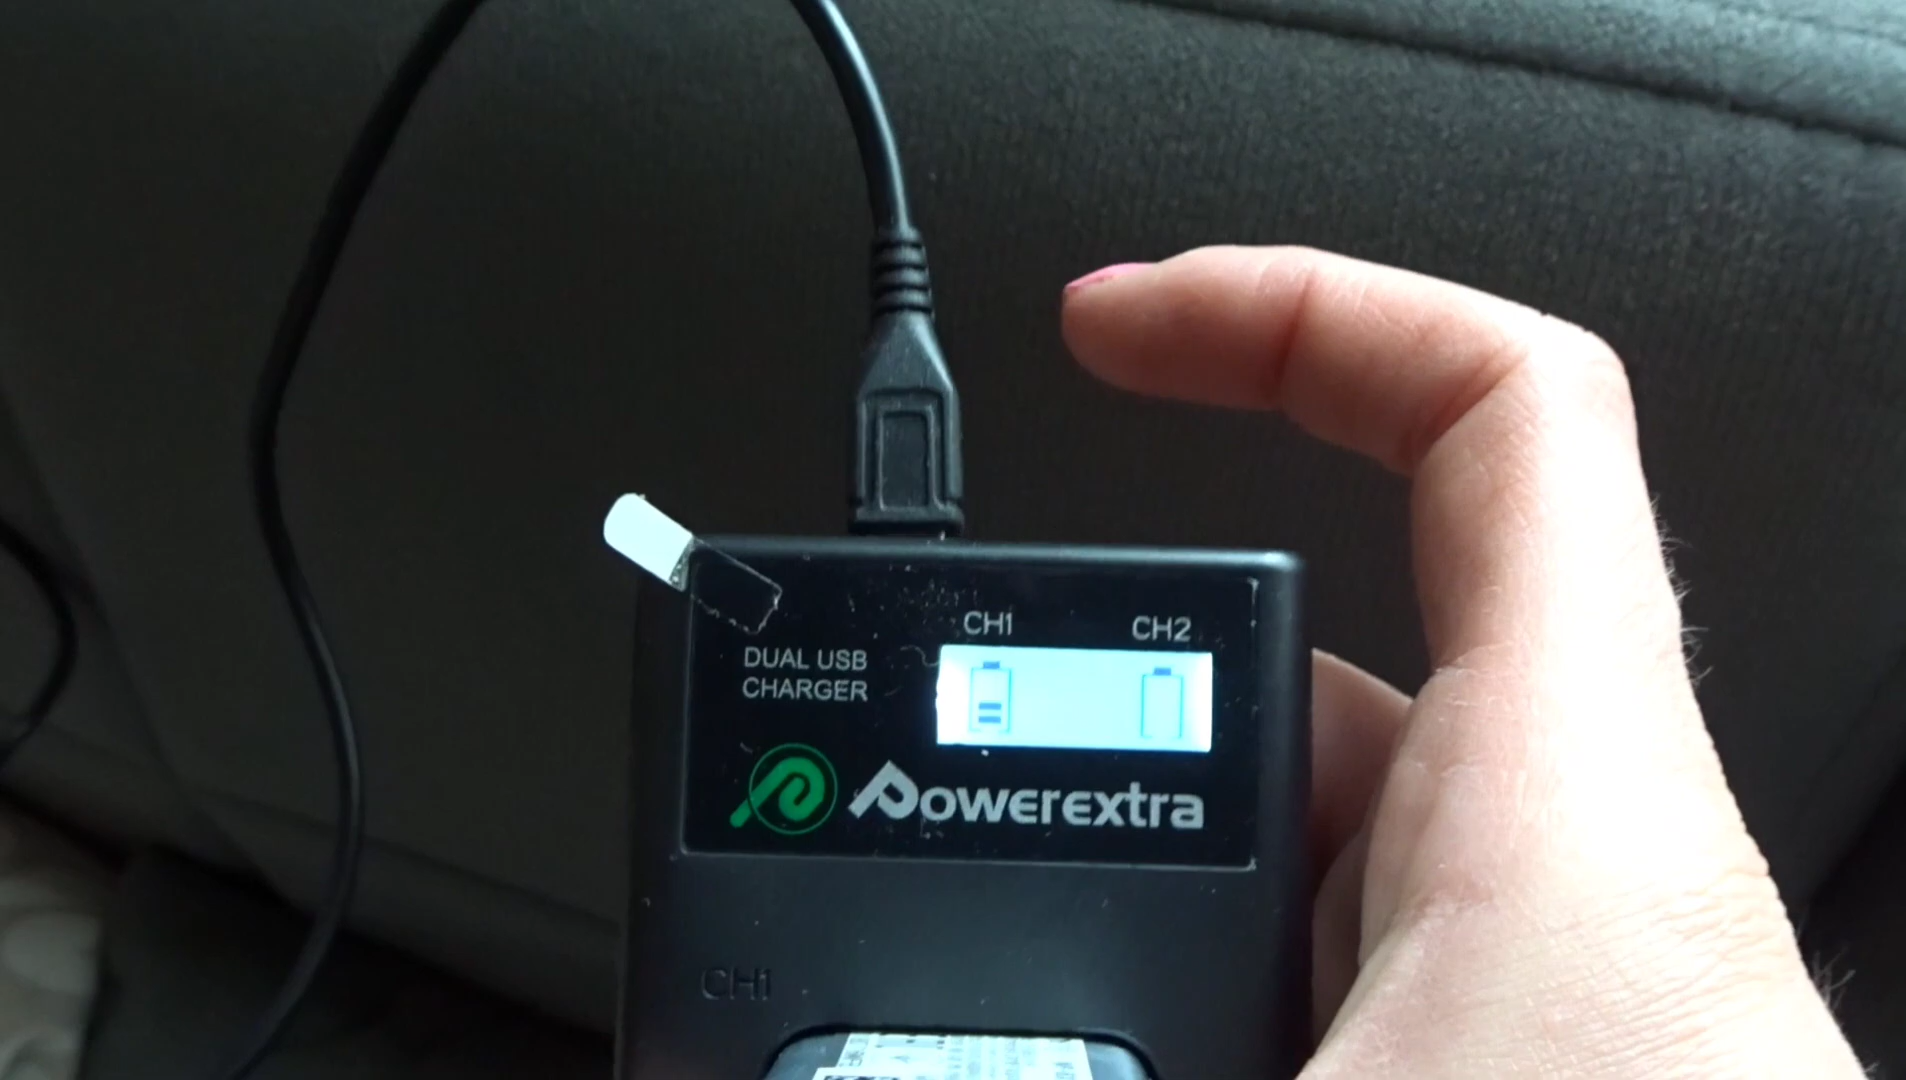 CH1 CH2
DUAL USB
CHARGER
Powerextra
CH1